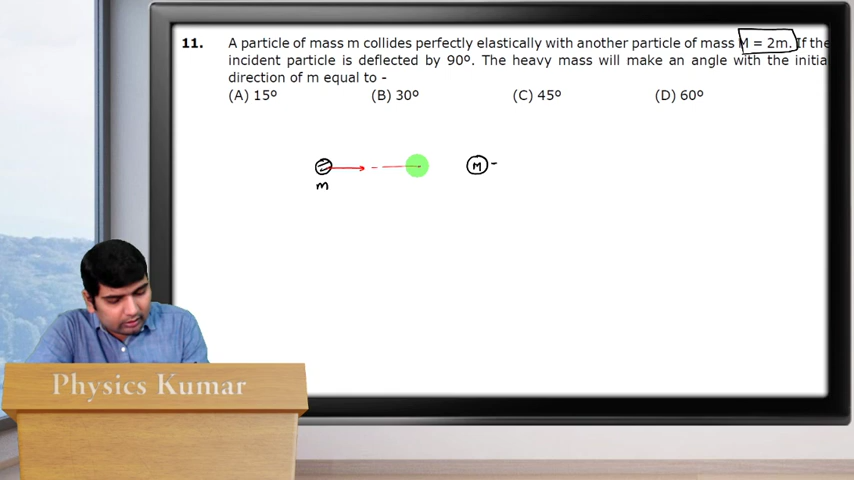 11. A particle of mass m collides perfectly elastically with another particle of mass M = 2m. If the
incident particle is deflected by 90º. The heavy mass will make an angle with the initial
direction of m equal to -
(A) 15º (B) 30º (C) 45º (D) 60º
M
m
Physics Kumar